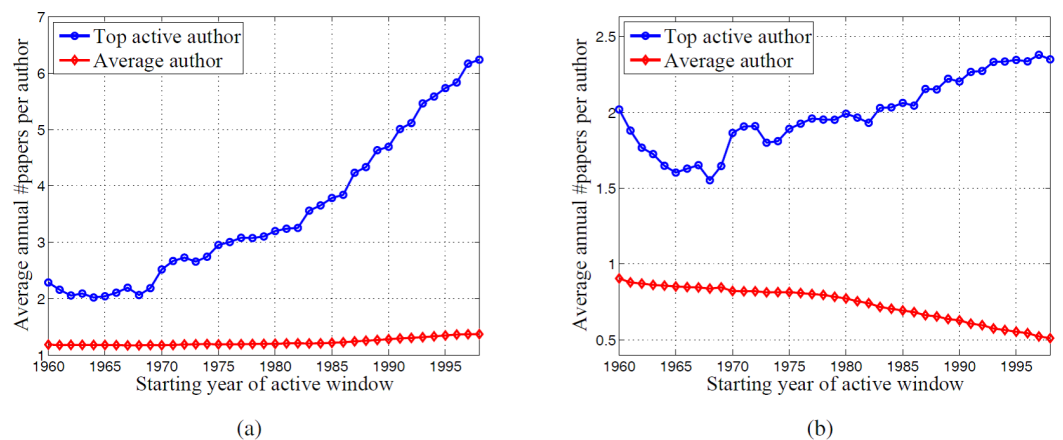 7
6
5
4
3
2
1
Average annual #papers per author
Top active author
Average author
1960 1965 1970 1975 1980 1985 1990 1995
Starting year of active window
(a)
2.5
2
1.5
1
0.5
Average annual #papers per author
Top active author
Average author
1960 1965 1970 1975 1980 1985 1990 1995
Starting year of active window
(b)